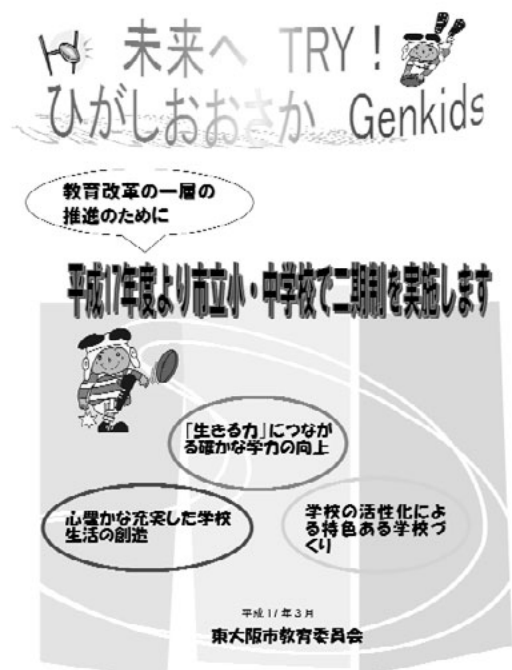 未来へ TRY！
ひがしおおさか Genkids
教育改革の一層の
推進のために
平成17年度より市立小・中学校で二期制を実施します
「生きる力」につなが
る確かな学力の向上
心豊かな充実した学校
生活の創造
学校の活性化によ
る特色ある学校づ
くり
平成17年3月
東大阪市教育委員会